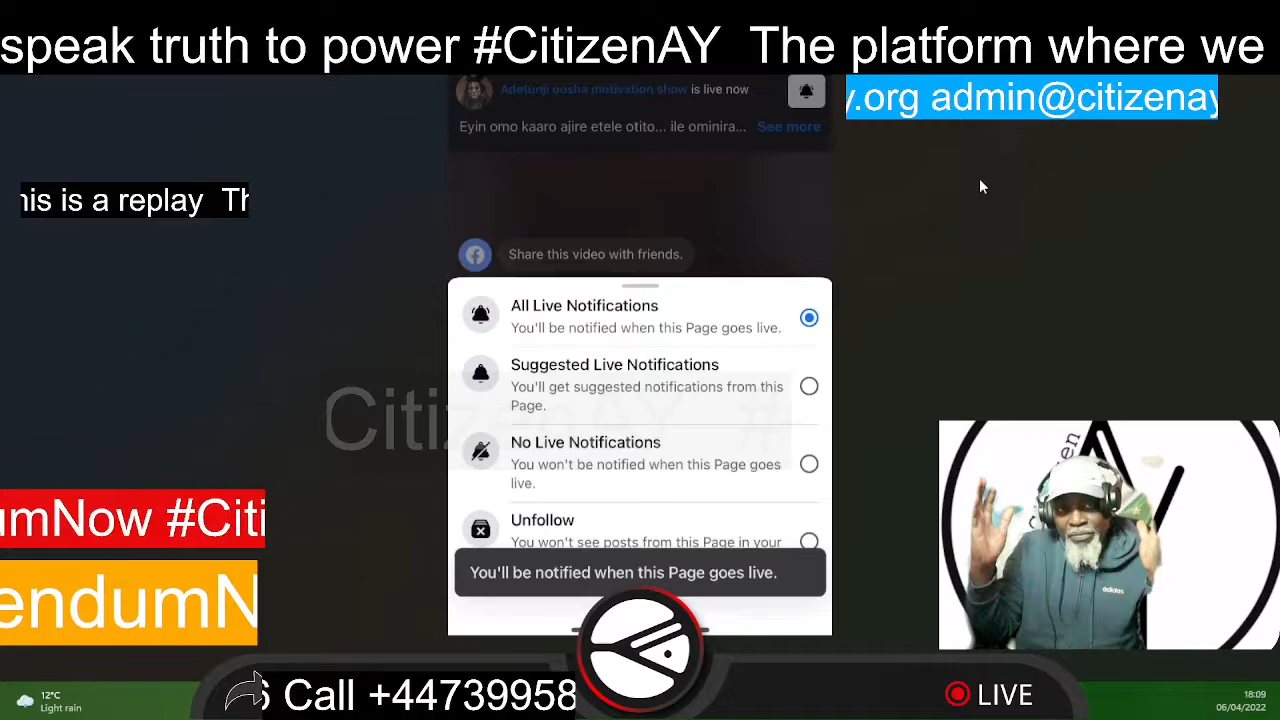 speak truth to power #CitizenAY  The platform where we
Adetunji oosha motivation show is live now
y.org admin@citizenay
Eyin omo kaaro ajire etele otito... ile ominira... See more
his is a replay  Th
Share this video with friends.
All Live Notifications
You'll be notified when this Page goes live.
Suggested Live Notifications
You'll get suggested notifications from this
Page.
CitizenAY #
No Live Notifications
You won't be notified when this Page goes
live.
umNow #Citi
Unfollow
You won't see posts from this Page in your
You'll be notified when this Page goes live.
endumN
adidas
6 Call +44739958
LIVE
12°C
Light rain
18:09
06/04/2022